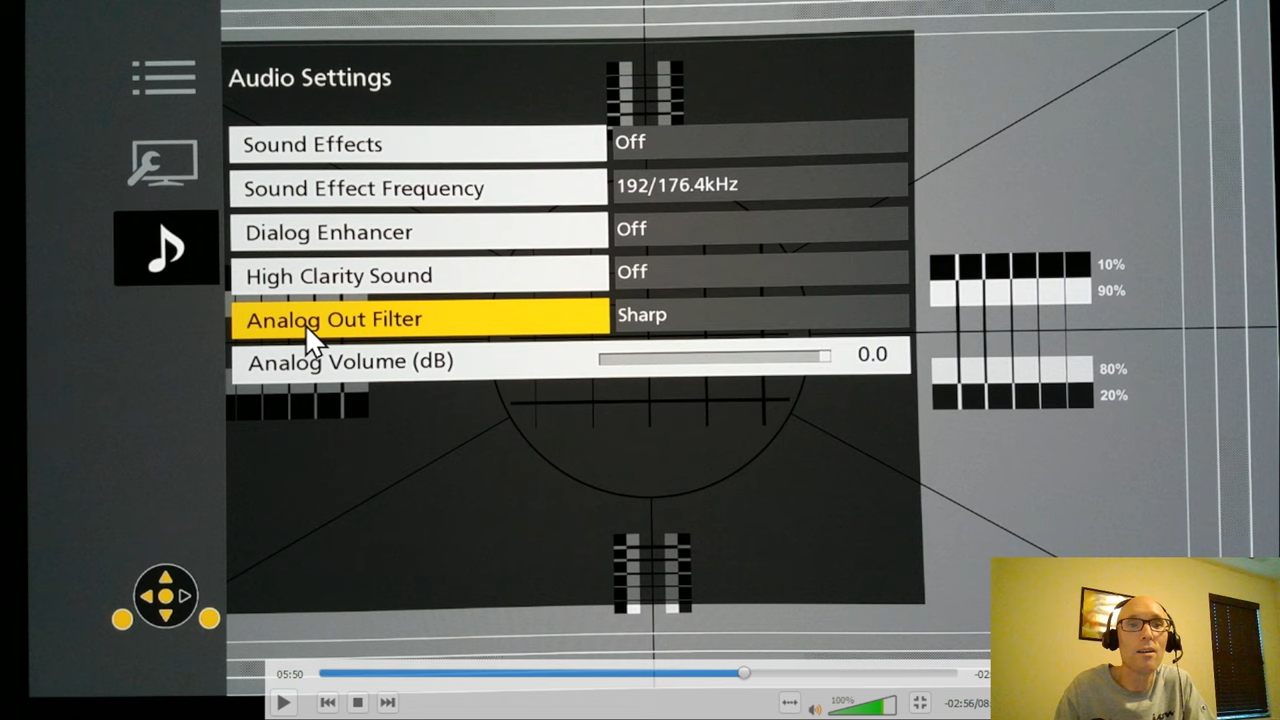 Audio Settings
Sound Effects Off
Sound Effect Frequency 192/176.4kHz
Dialog Enhancer Off
High Clarity Sound Off
Analog Out Filter Sharp
Analog Volume (dB) 0.0
10%
90%
80%
20%
05:50
100%
-02:56/08: